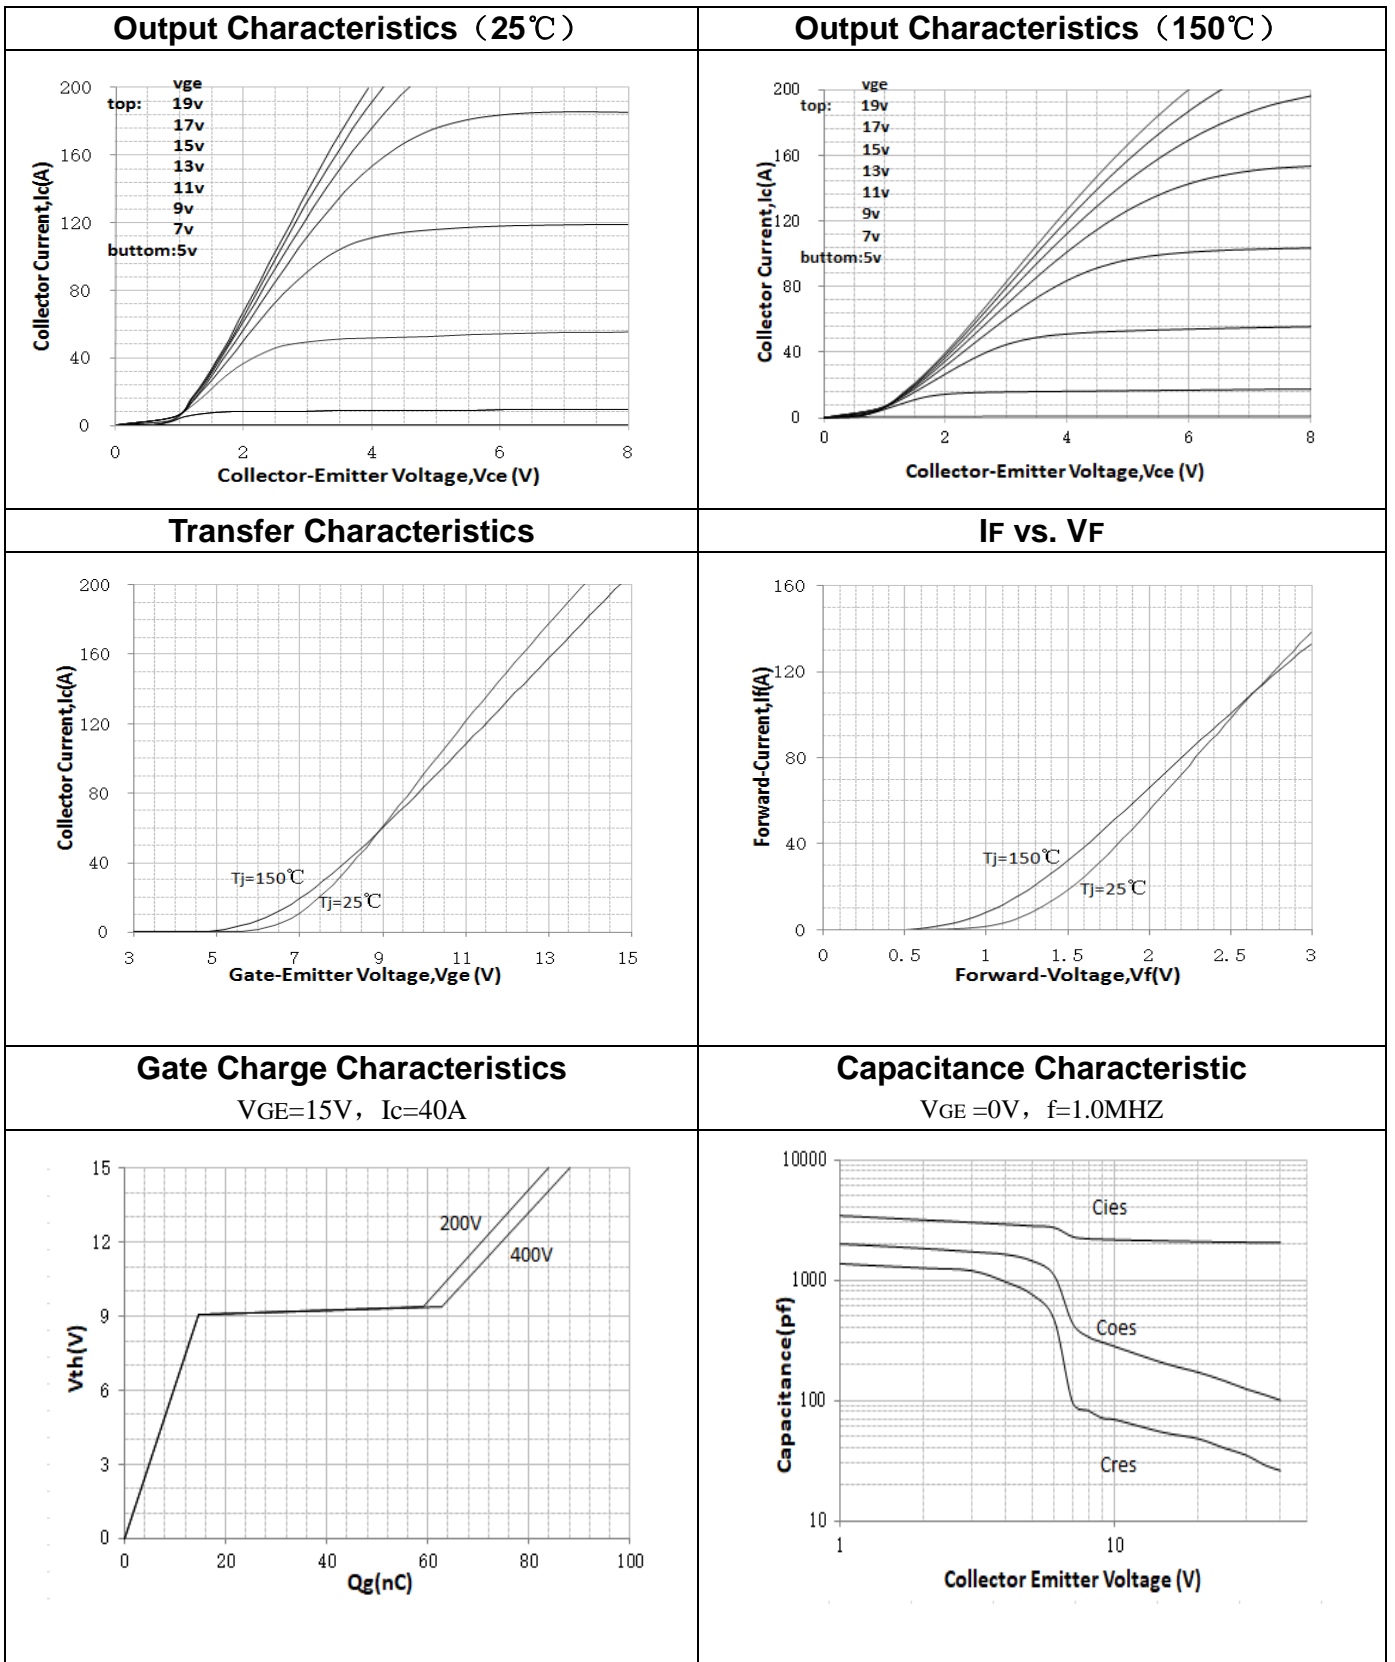 Output Characteristics（25℃）
Output Characteristics（150℃）
vge
top: 19v
17v
15v
13v
11v
9v
7v
buttom:5v
200
160
120
80
40
0
0 2 4 6 8
Collector Current,Ic(A)
Collector-Emitter Voltage,Vce (V)
vge
top: 19v
17v
15v
13v
11v
9v
7v
buttom:5v
200
160
120
80
40
0
0 2 4 6 8
Collector Current,Ic(A)
Collector-Emitter Voltage,Vce (V)
Transfer Characteristics
IF vs. VF
200
160
120
80
40
0
3 5 7 9 11 13 15
Tj=150℃
Tj=25℃
Collector Current,Ic(A)
Gate-Emitter Voltage,Vge (V)
160
120
80
40
0
0 0.5 1 1.5 2 2.5 3
Tj=150℃
Tj=25℃
Forward-Current,If(A)
Forward-Voltage,Vf(V)
Gate Charge Characteristics
VGE=15V，Ic=40A
Capacitance Characteristic
VGE =0V，f=1.0MHZ
15
12
9
6
3
0
0 20 40 60 80 100
200V
400V
Vth(V)
Qg(nC)
10000
1000
100
10
1 10
Cies
Coes
Cres
Capacitance(pf)
Collector Emitter Voltage (V)